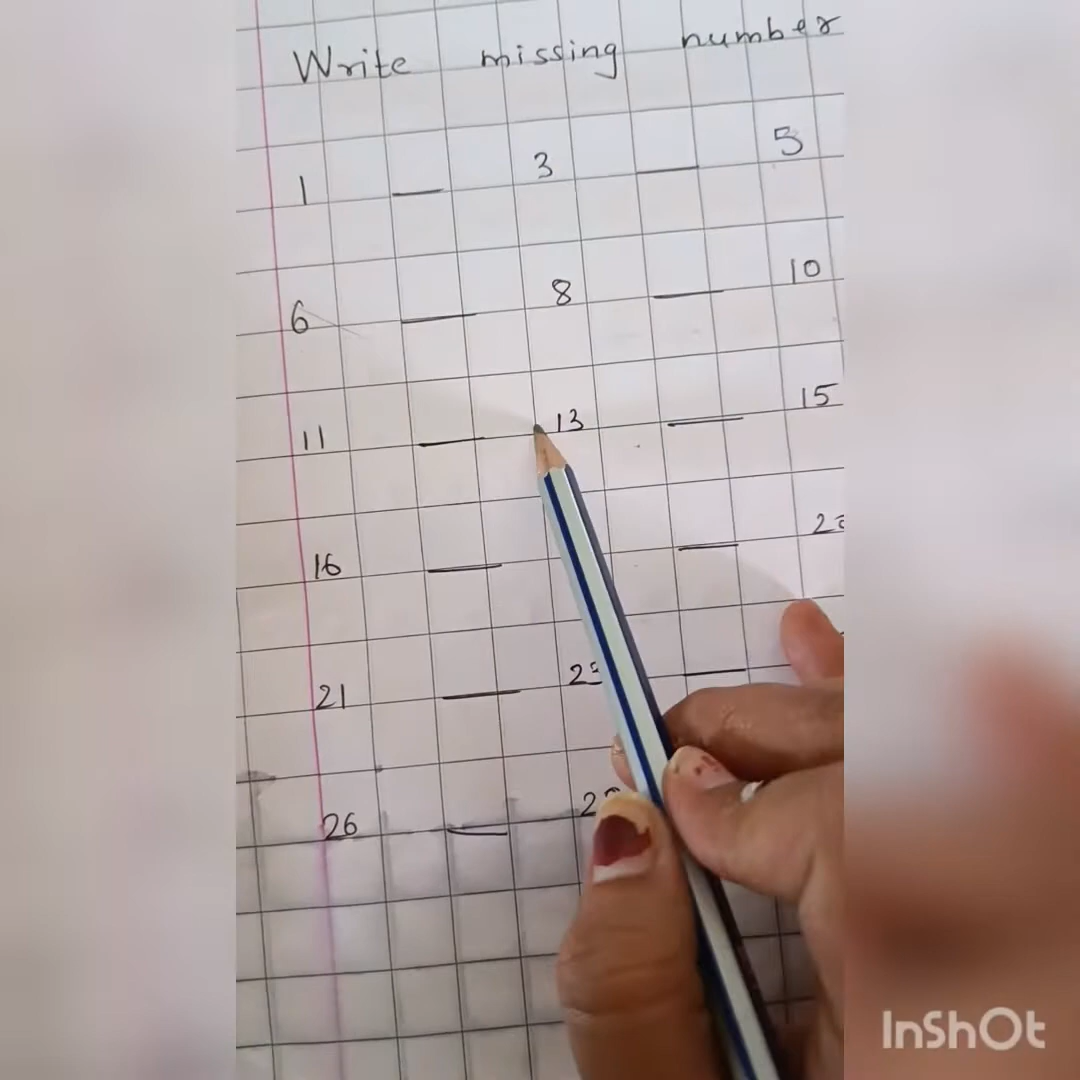 Write missing number
1 __ 3 __ 5
6 __ 8 __ 10
11 __ 13 __ 15
16 __ __
21 __ __
26 __
InShOt